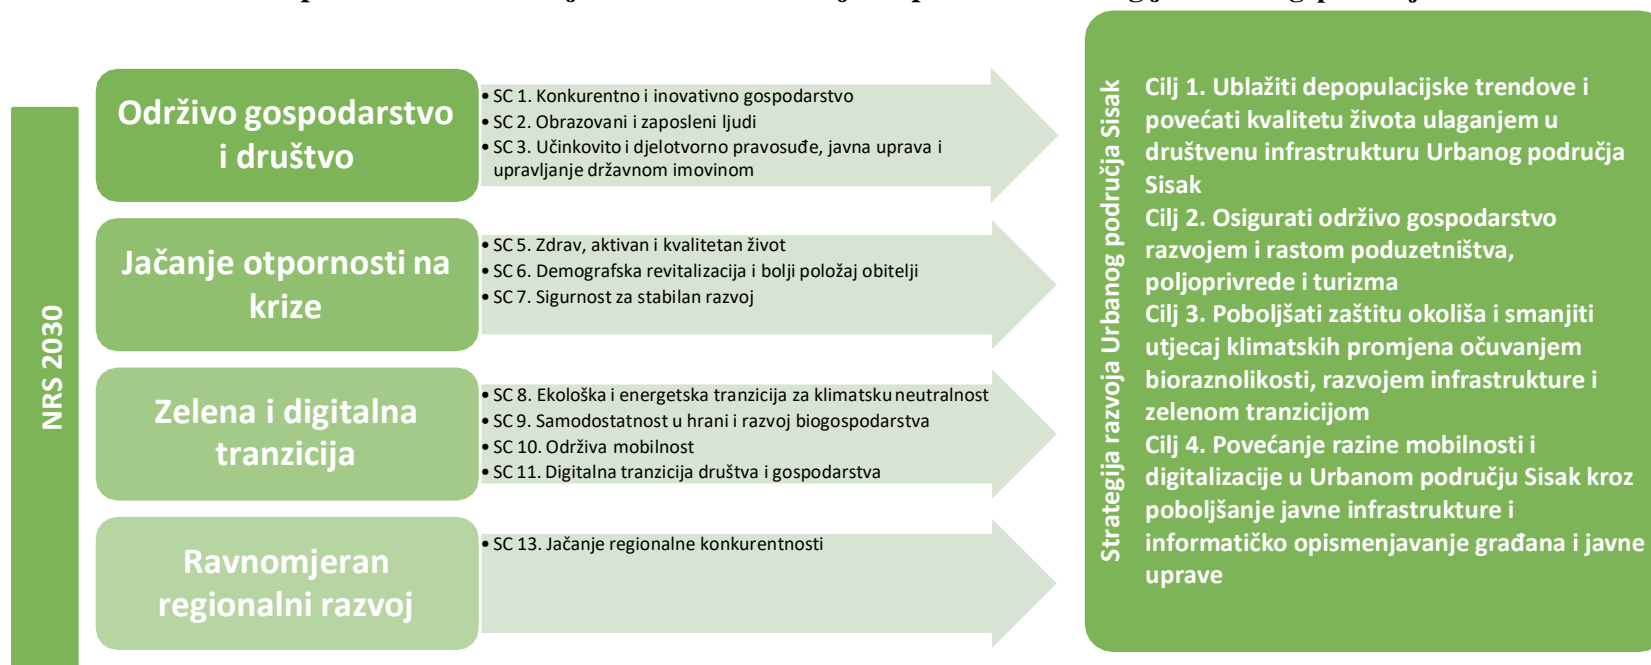 NRS 2030
Održivo gospodarstvo
i društvo
• SC 1. Konkurentno i inovativno gospodarstvo
• SC 2. Obrazovani i zaposleni ljudi
• SC 3. Učinkovito i djelotvorno pravosuđe, javna uprava i
upravljanje državnom imovinom
Jačanje otpornosti na
krize
• SC 5. Zdrav, aktivan i kvalitetan život
• SC 6. Demografska revitalizacija i bolji položaj obitelji
• SC 7. Sigurnost za stabilan razvoj
Zelena i digitalna
tranzicija
• SC 8. Ekološka i energetska tranzicija za klimatsku neutralnost
• SC 9. Samodostatnost u hrani i razvoj biogospodarstva
• SC 10. Održiva mobilnost
• SC 11. Digitalna tranzicija društva i gospodarstva
Ravnomjeran
regionalni razvoj
• SC 13. Jačanje regionalne konkurentnosti
Strategija razvoja Urbanog područja Sisak
Cilj 1. Ublažiti depopulacijske trendove i
povećati kvalitetu života ulaganjem u
društvenu infrastrukturu Urbanog područja
Sisak
Cilj 2. Osigurati održivo gospodarstvo
razvojem i rastom poduzetništva,
poljoprivrede i turizma
Cilj 3. Poboljšati zaštitu okoliša i smanjiti
utjecaj klimatskih promjena očuvanjem
bioraznolikosti, razvojem infrastrukture i
zelenom tranzicijom
Cilj 4. Povećanje razine mobilnosti i
digitalizacije u Urbanom području Sisak kroz
poboljšanje javne infrastrukture i
informatičko opismenjavanje građana i javne
uprave